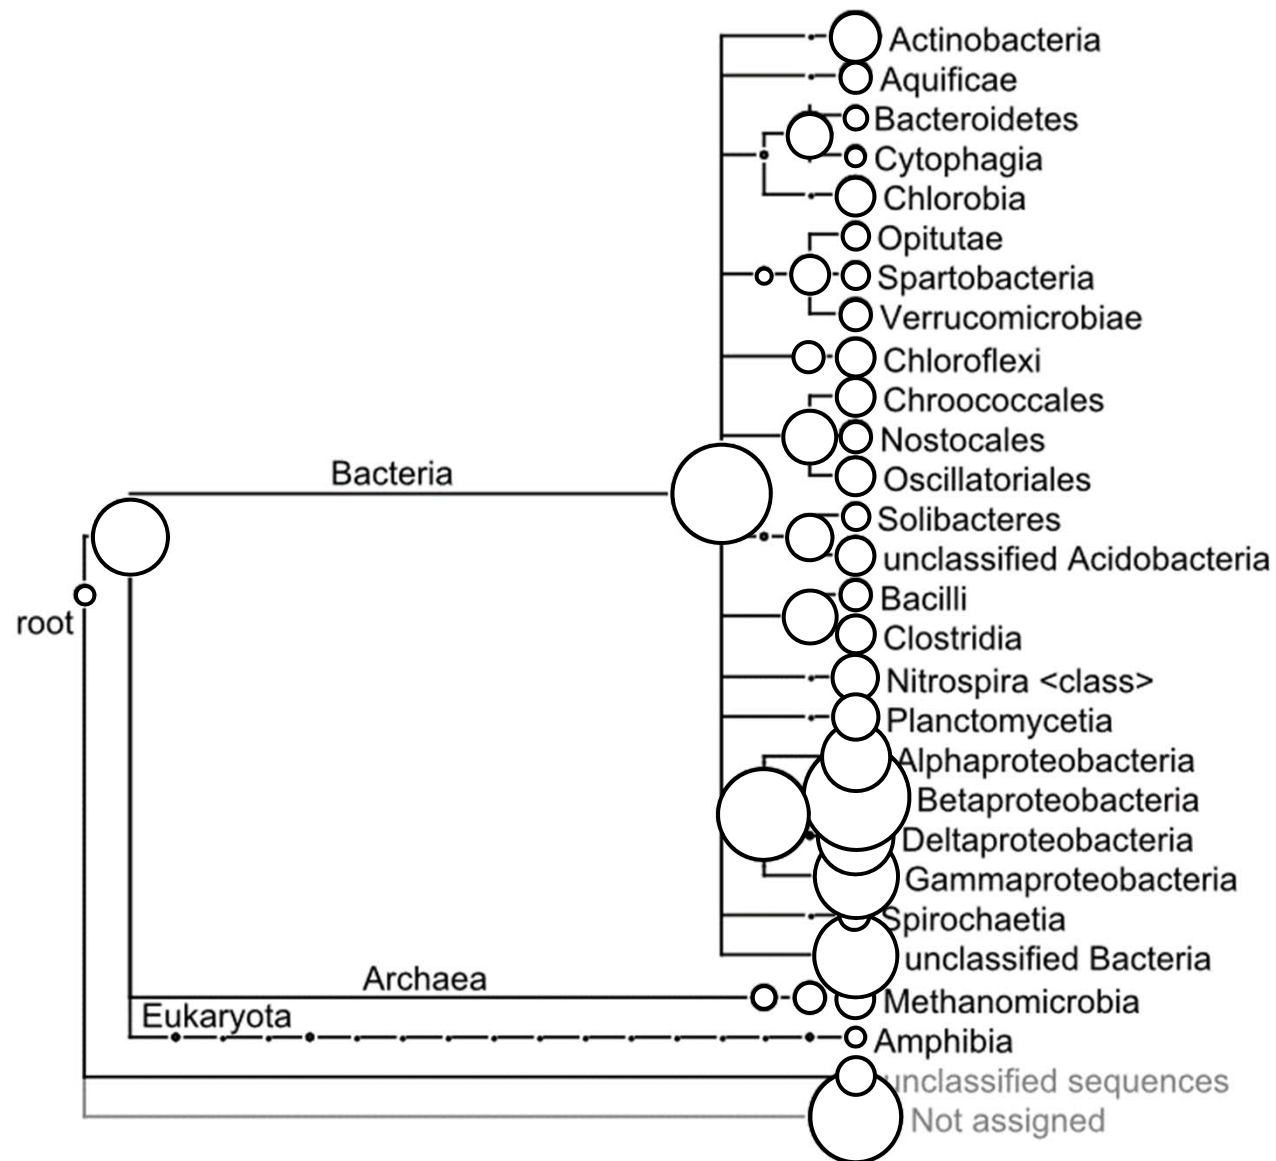 Actinobacteria
Aquificae
Bacteroidetes
Cytophagia
Chlorobia
Opitutae
Spartobacteria
Verrucomicrobiae
Chloroflexi
Chroococcales
Nostocales
Bacteria
Oscillatoriales
Solibacteres
unclassified Acidobacteria
Bacilli
root
Clostridia
Nitrospira <class>
Planctomycetia
Alphaproteobacteria
Betaproteobacteria
Deltaproteobacteria
Gammaproteobacteria
Spirochaetia
unclassified Bacteria
Archaea
Methanomicrobia
Eukaryota
Amphibia
unclassified sequences
Not assigned